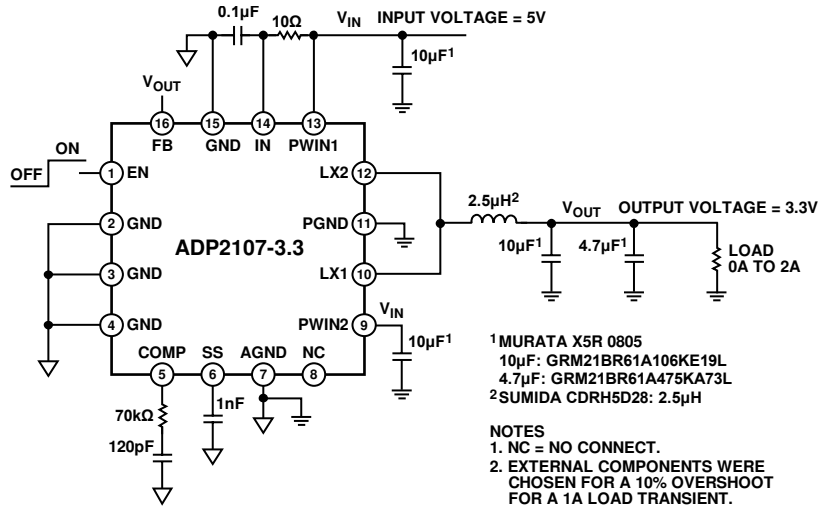 0.1µF
10Ω
VIN
INPUT VOLTAGE = 5V
10µF1
VOUT
16
15
14
13
FB
GND
IN
PWIN1
ON
OFF
1
EN
LX2
12
2
GND
PGND
11
ADP2107-3.3
3
GND
LX1
10
4
GND
PWIN2
9
VIN
10µF1
2.5µH2
VOUT
OUTPUT VOLTAGE = 3.3V
10µF1
4.7µF1
LOAD
0A TO 2A
COMP
SS
AGND
NC
5
6
7
8
70kΩ
1nF
120pF
1 MURATA X5R 0805
10µF: GRM21BR61A106KE19L
4.7µF: GRM21BR61A475KA73L
2 SUMIDA CDRH5D28: 2.5µH
NOTES
1. NC = NO CONNECT.
2. EXTERNAL COMPONENTS WERE
CHOSEN FOR A 10% OVERSHOOT
FOR A 1A LOAD TRANSIENT.